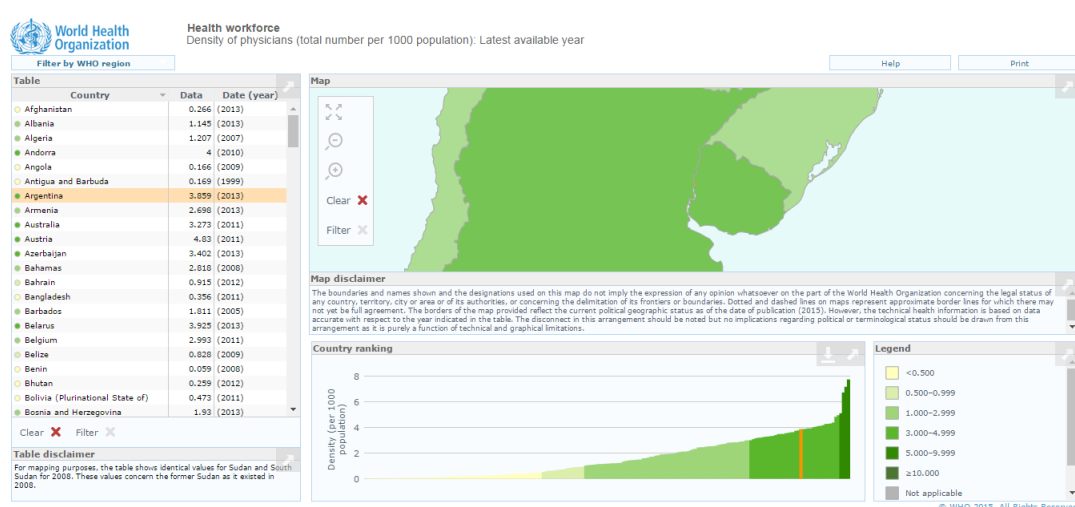 World Health
Organization
Health workforce
Density of physicians (total number per 1000 population): Latest available year
Filter by WHO region
Help
Print
Table
Country Data Date (year)
Afghanistan 0.266 (2013)
Albania 1.145 (2013)
Algeria 1.207 (2007)
Andorra 4 (2010)
Angola 0.166 (2009)
Antigua and Barbuda 0.169 (1999)
Argentina 3.859 (2013)
Armenia 2.698 (2013)
Australia 3.273 (2011)
Austria 4.83 (2011)
Azerbaijan 3.402 (2013)
Bahamas 2.818 (2008)
Bahrain 0.915 (2012)
Bangladesh 0.356 (2011)
Barbados 1.811 (2005)
Belarus 3.925 (2013)
Belgium 2.993 (2011)
Belize 0.828 (2009)
Benin 0.059 (2008)
Bhutan 0.259 (2012)
Bolivia (Plurinational State of) 0.473 (2011)
Bosnia and Herzegovina 1.93 (2013)
Clear Filter
Table disclaimer
For mapping purposes, the table shows identical values for Sudan and South
Sudan for 2008. These values concern the former Sudan as it existed in
2008.
Map
Clear
Filter
Map disclaimer
The boundaries and names shown and the designations used on this map do not imply the expression of any opinion whatsoever on the part of the World Health Organization concerning the legal status of
any country, territory, city or area or of its authorities, or concerning the delimitation of its frontiers or boundaries. Dotted and dashed lines on maps represent approximate border lines for which there may
not yet be full agreement. The borders of the map provided reflect the current political geographic status as of the date of publication (2015). However, the technical health information is based on data
accurate with respect to the year indicated in the table. The disconnect in this arrangement should be noted but no implications regarding political or terminological status should be drawn from this
arrangement as it is purely a function of technical and graphical limitations.
Country ranking
Density (per 1000
population)
8
6
4
2
0
Legend
<0.500
0.500–0.999
1.000–2.999
3.000–4.999
5.000–9.999
≥10.000
Not applicable
© WHO 2015. All Rights Reserved